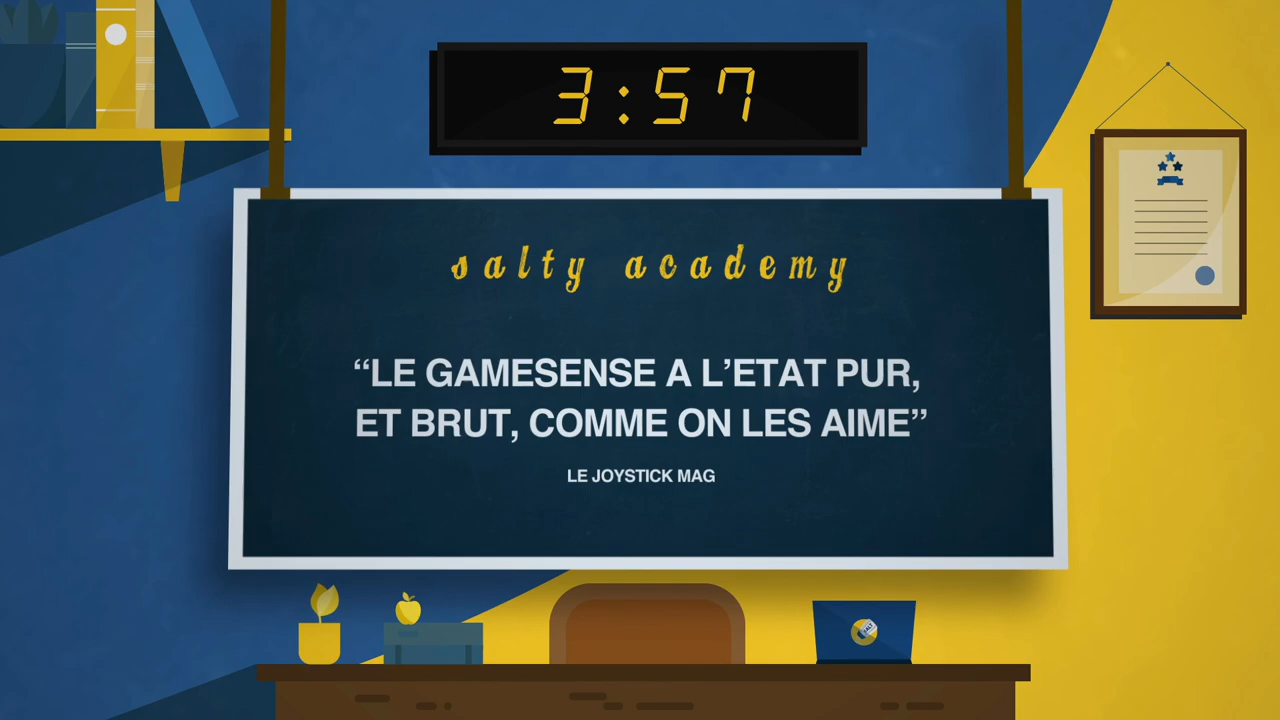 3:57
salty academy
“LE GAMESENSE A L’ETAT PUR,
ET BRUT, COMME ON LES AIME”
LE JOYSTICK MAG